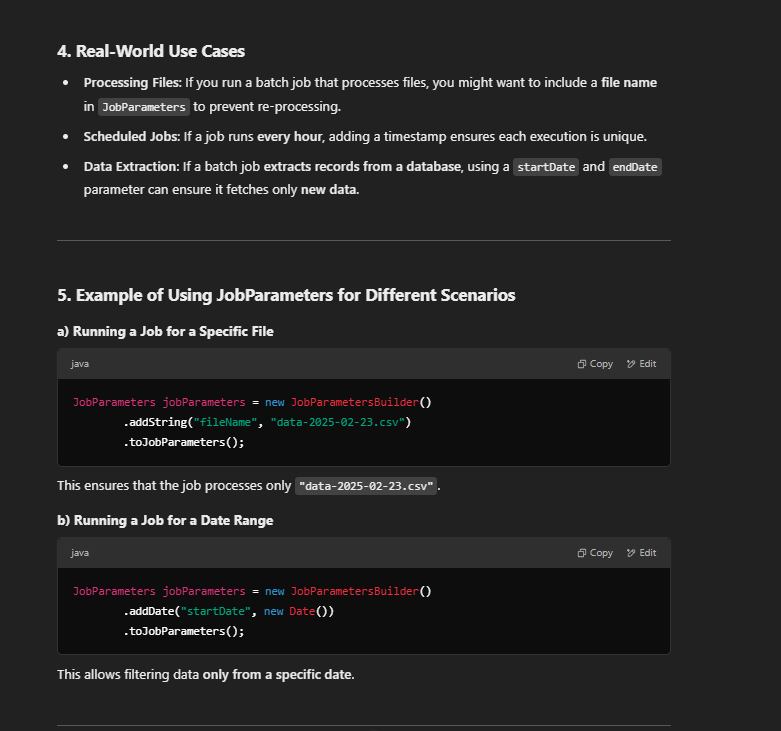 4. Real-World Use Cases
• Processing Files: If you run a batch job that processes files, you might want to include a file name
in JobParameters to prevent re-processing.
• Scheduled Jobs: If a job runs every hour, adding a timestamp ensures each execution is unique.
• Data Extraction: If a batch job extracts records from a database, using a startDate and endDate
parameter can ensure it fetches only new data.
5. Example of Using JobParameters for Different Scenarios
a) Running a Job for a Specific File
java Copy Edit
JobParameters jobParameters = new JobParametersBuilder()
.addString("fileName", "data-2025-02-23.csv")
.toJobParameters();
This ensures that the job processes only "data-2025-02-23.csv".
b) Running a Job for a Date Range
java Copy Edit
JobParameters jobParameters = new JobParametersBuilder()
.addDate("startDate", new Date())
.toJobParameters();
This allows filtering data only from a specific date.